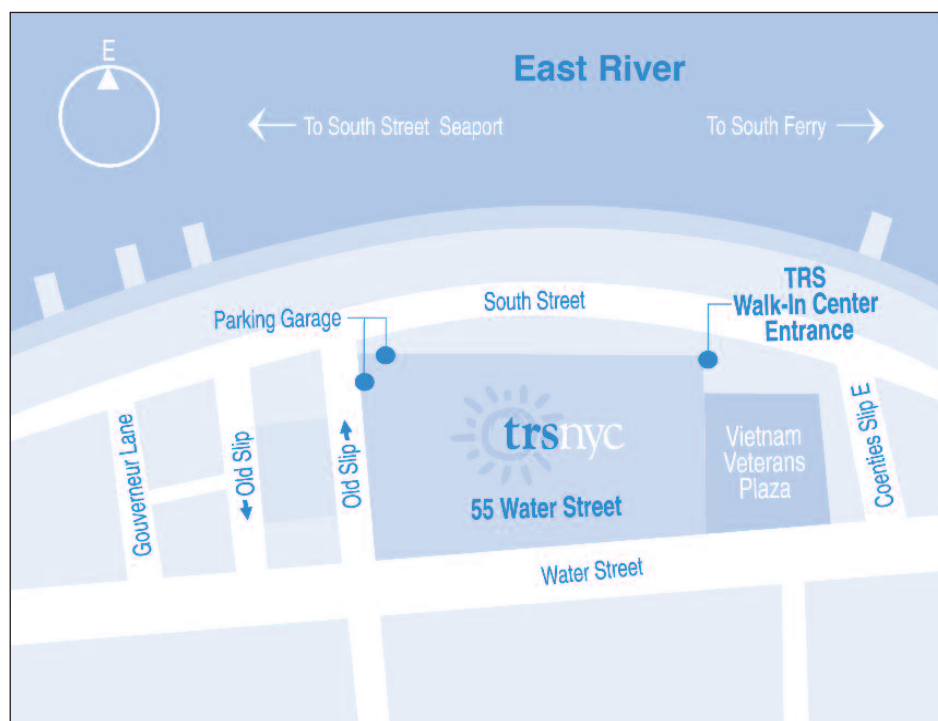 E
East River
To South Street Seaport
To South Ferry
TRS
Walk-In Center
Entrance
South Street
Parking Garage
Gouverneur Lane
Old Slip
Old Slip
trsnyc
55 Water Street
Vietnam
Veterans
Plaza
Coenties Slip E
Water Street